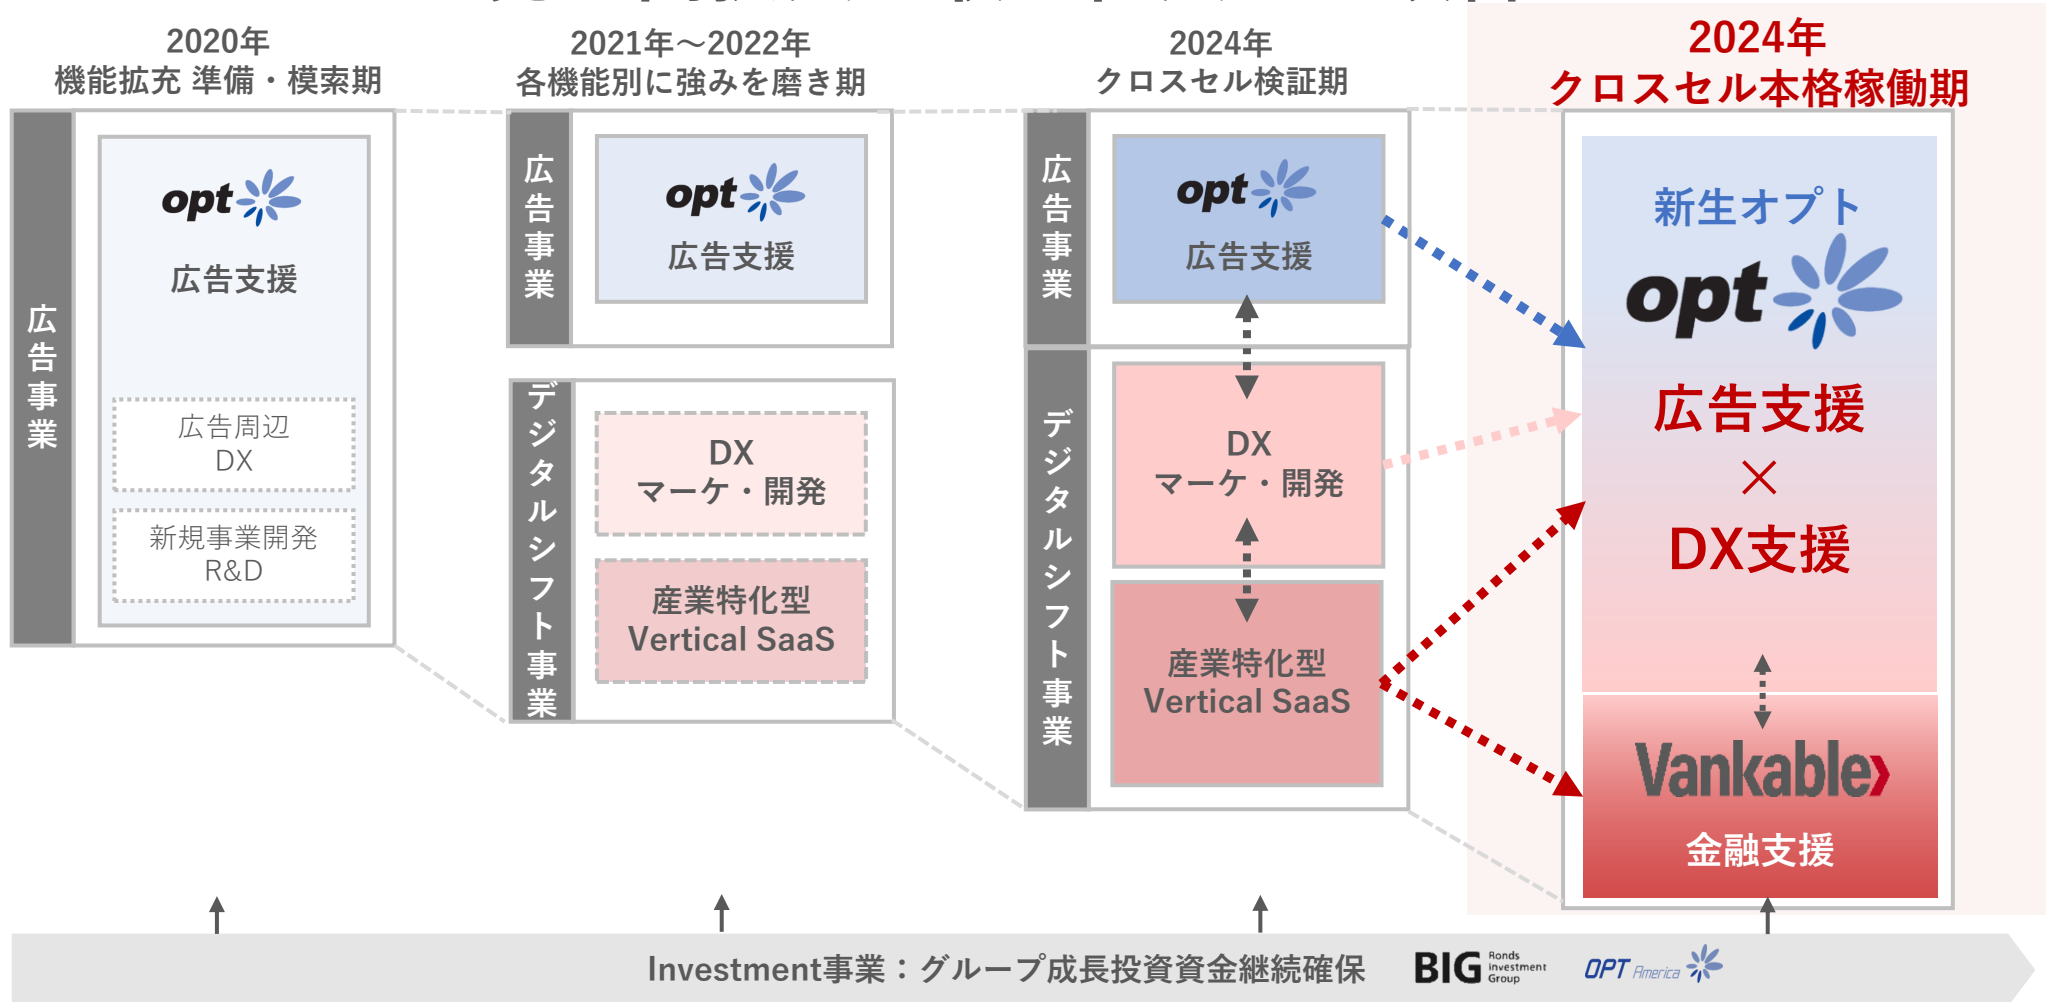 2020年
機能拡充 準備・模索期
広告事業
opt
広告支援
広告周辺
DX
新規事業開発
R&D
2021年～2022年
各機能別に強みを磨き期
広告事業
opt
広告支援
デジタルシフト事業
DX
マーケ・開発
産業特化型
Vertical SaaS
2024年
クロスセル検証期
広告事業
opt
広告支援
デジタルシフト事業
DX
マーケ・開発
産業特化型
Vertical SaaS
2024年
クロスセル本格稼働期
新生オプト
opt
広告支援
×
DX支援
Vankable
金融支援
Investment事業：グループ成長投資資金継続確保
BIG
Bonds
Investment
Group
OPT America